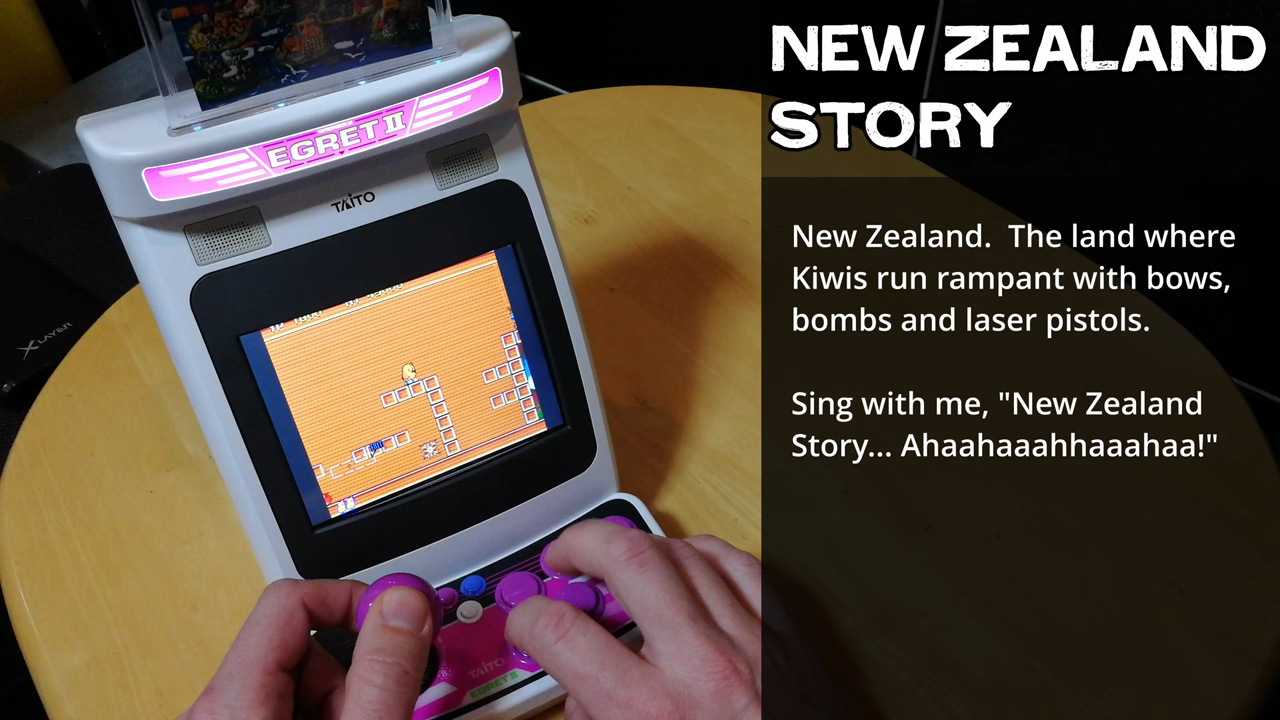 NEW ZEALAND
STORY
EGRET II
TAITO
New Zealand.  The land where
Kiwis run rampant with bows,
bombs and laser pistols.
Sing with me, "New Zealand
Story... Ahaahaaahhaaahaa!"
XLAYER
TAITO
EGRET II